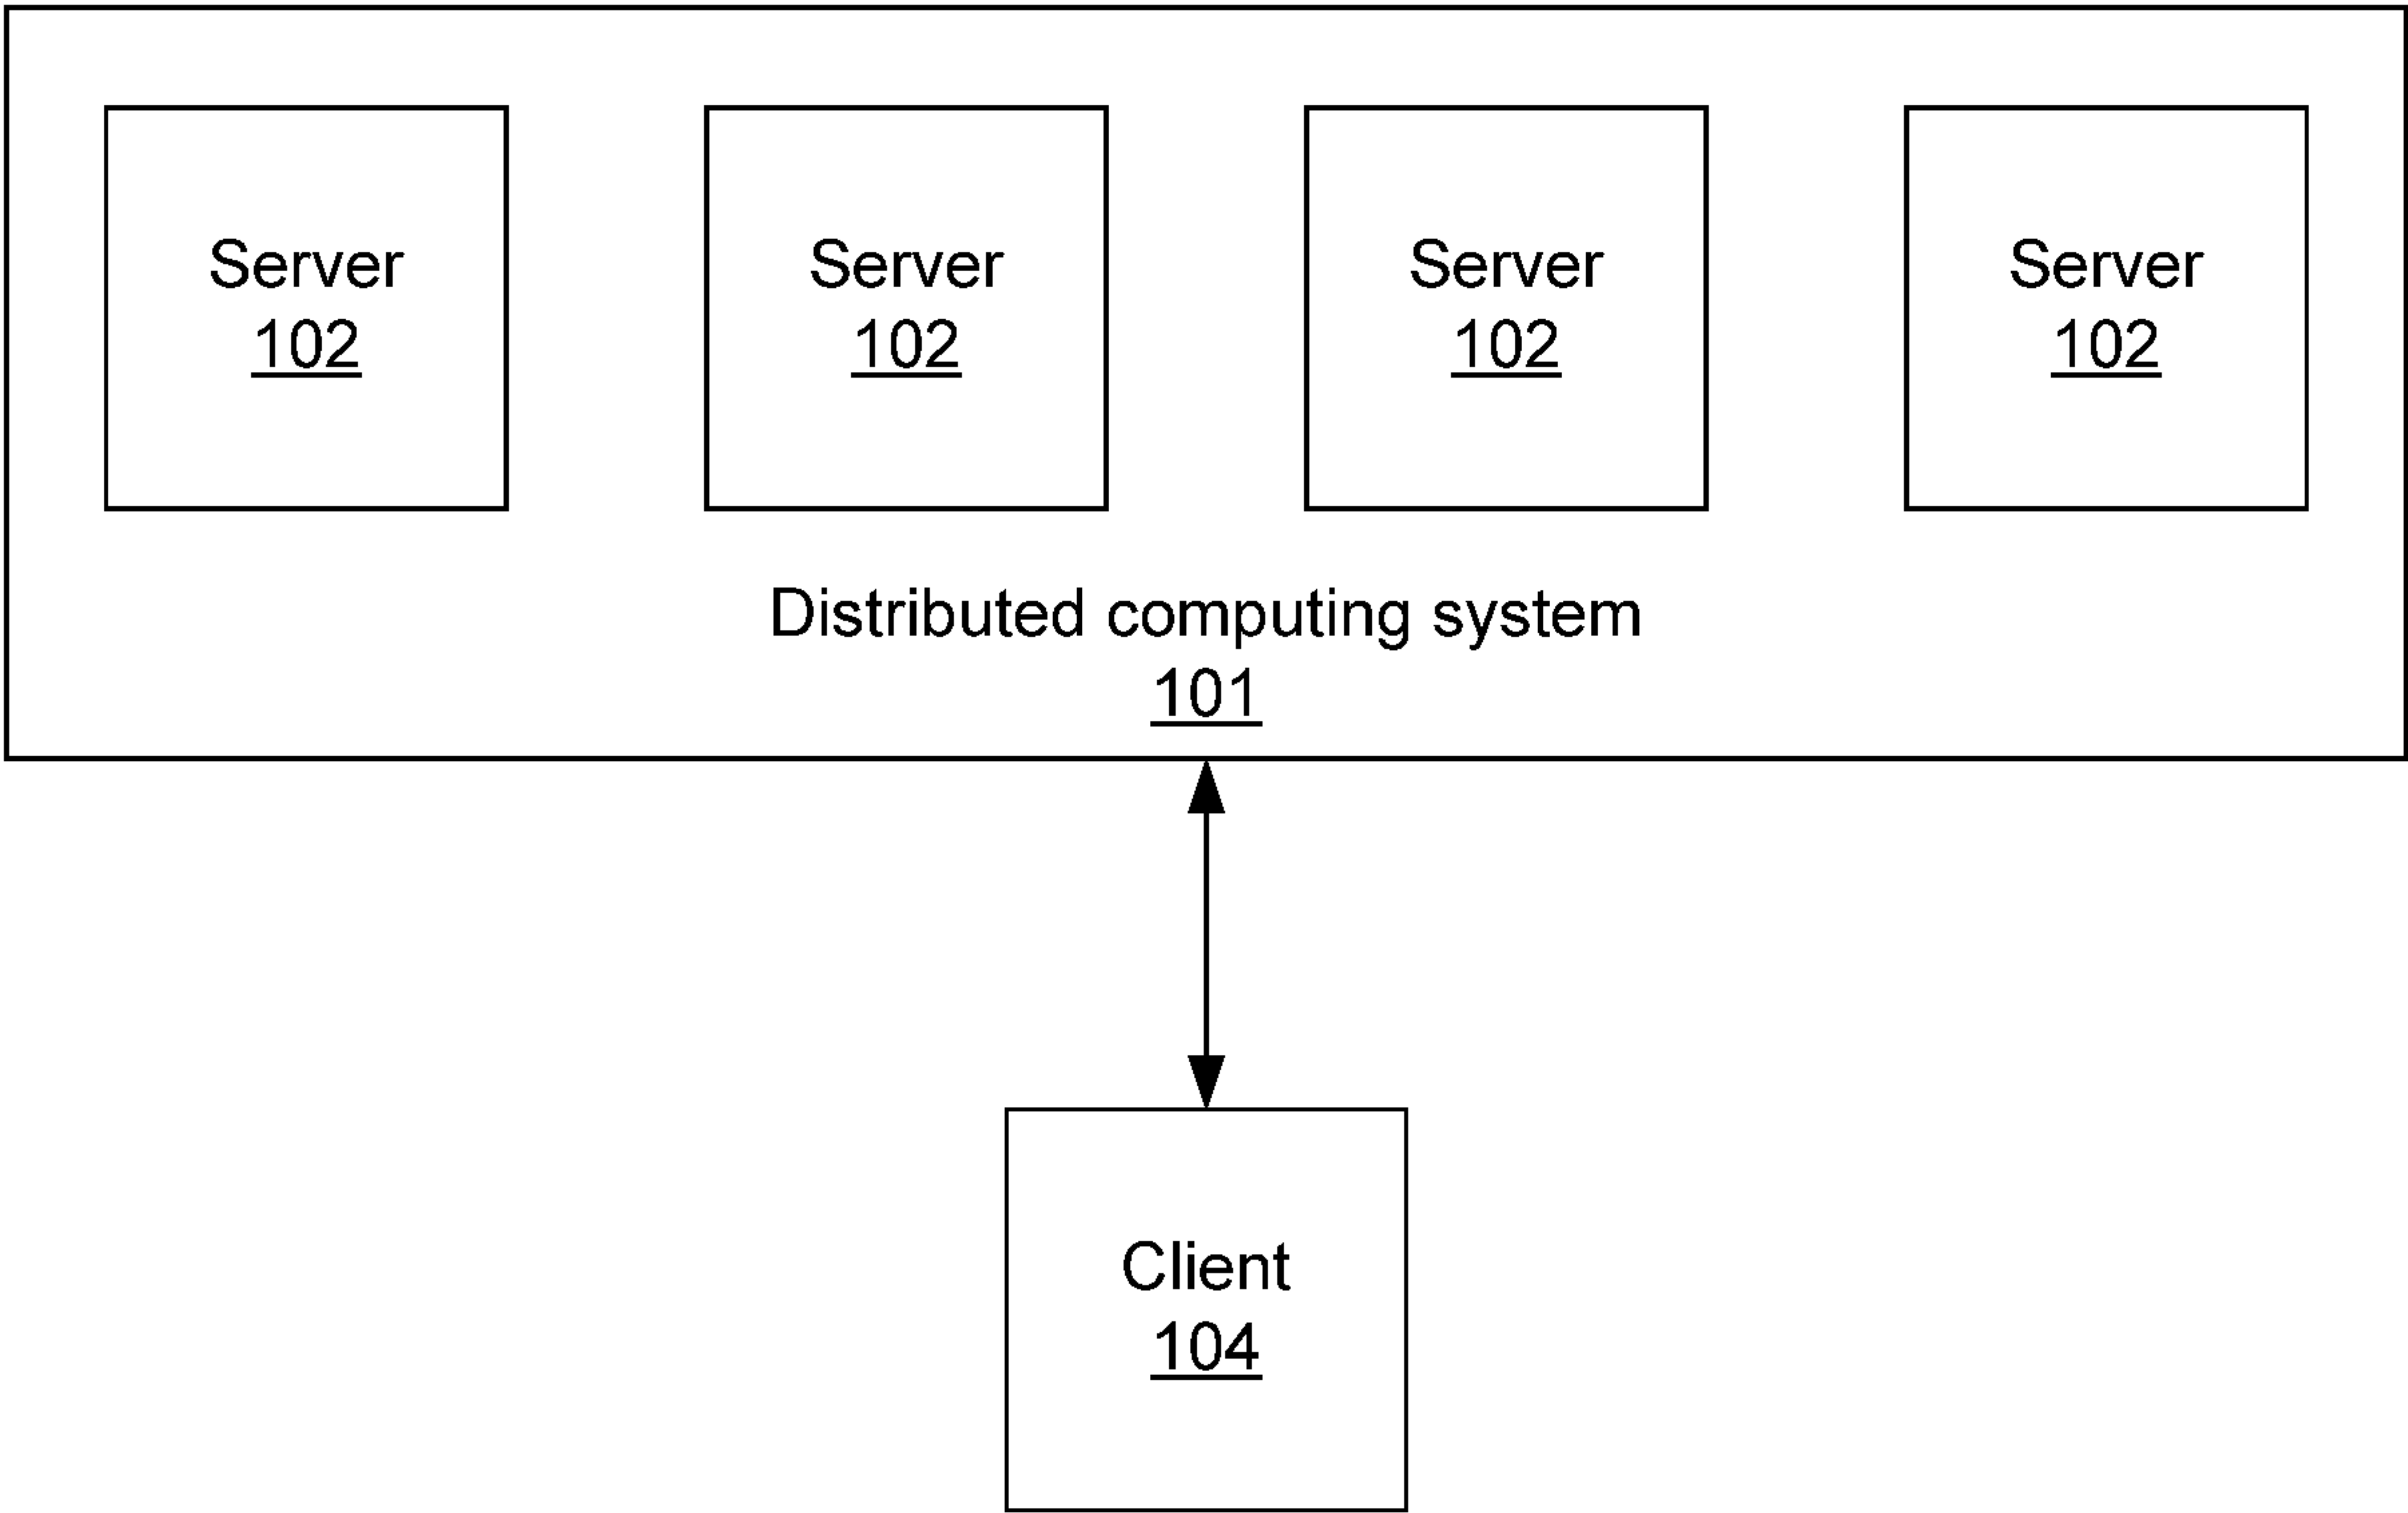 Server
102
Server
102
Server
102
Server
102
Distributed computing system
101
Client
104